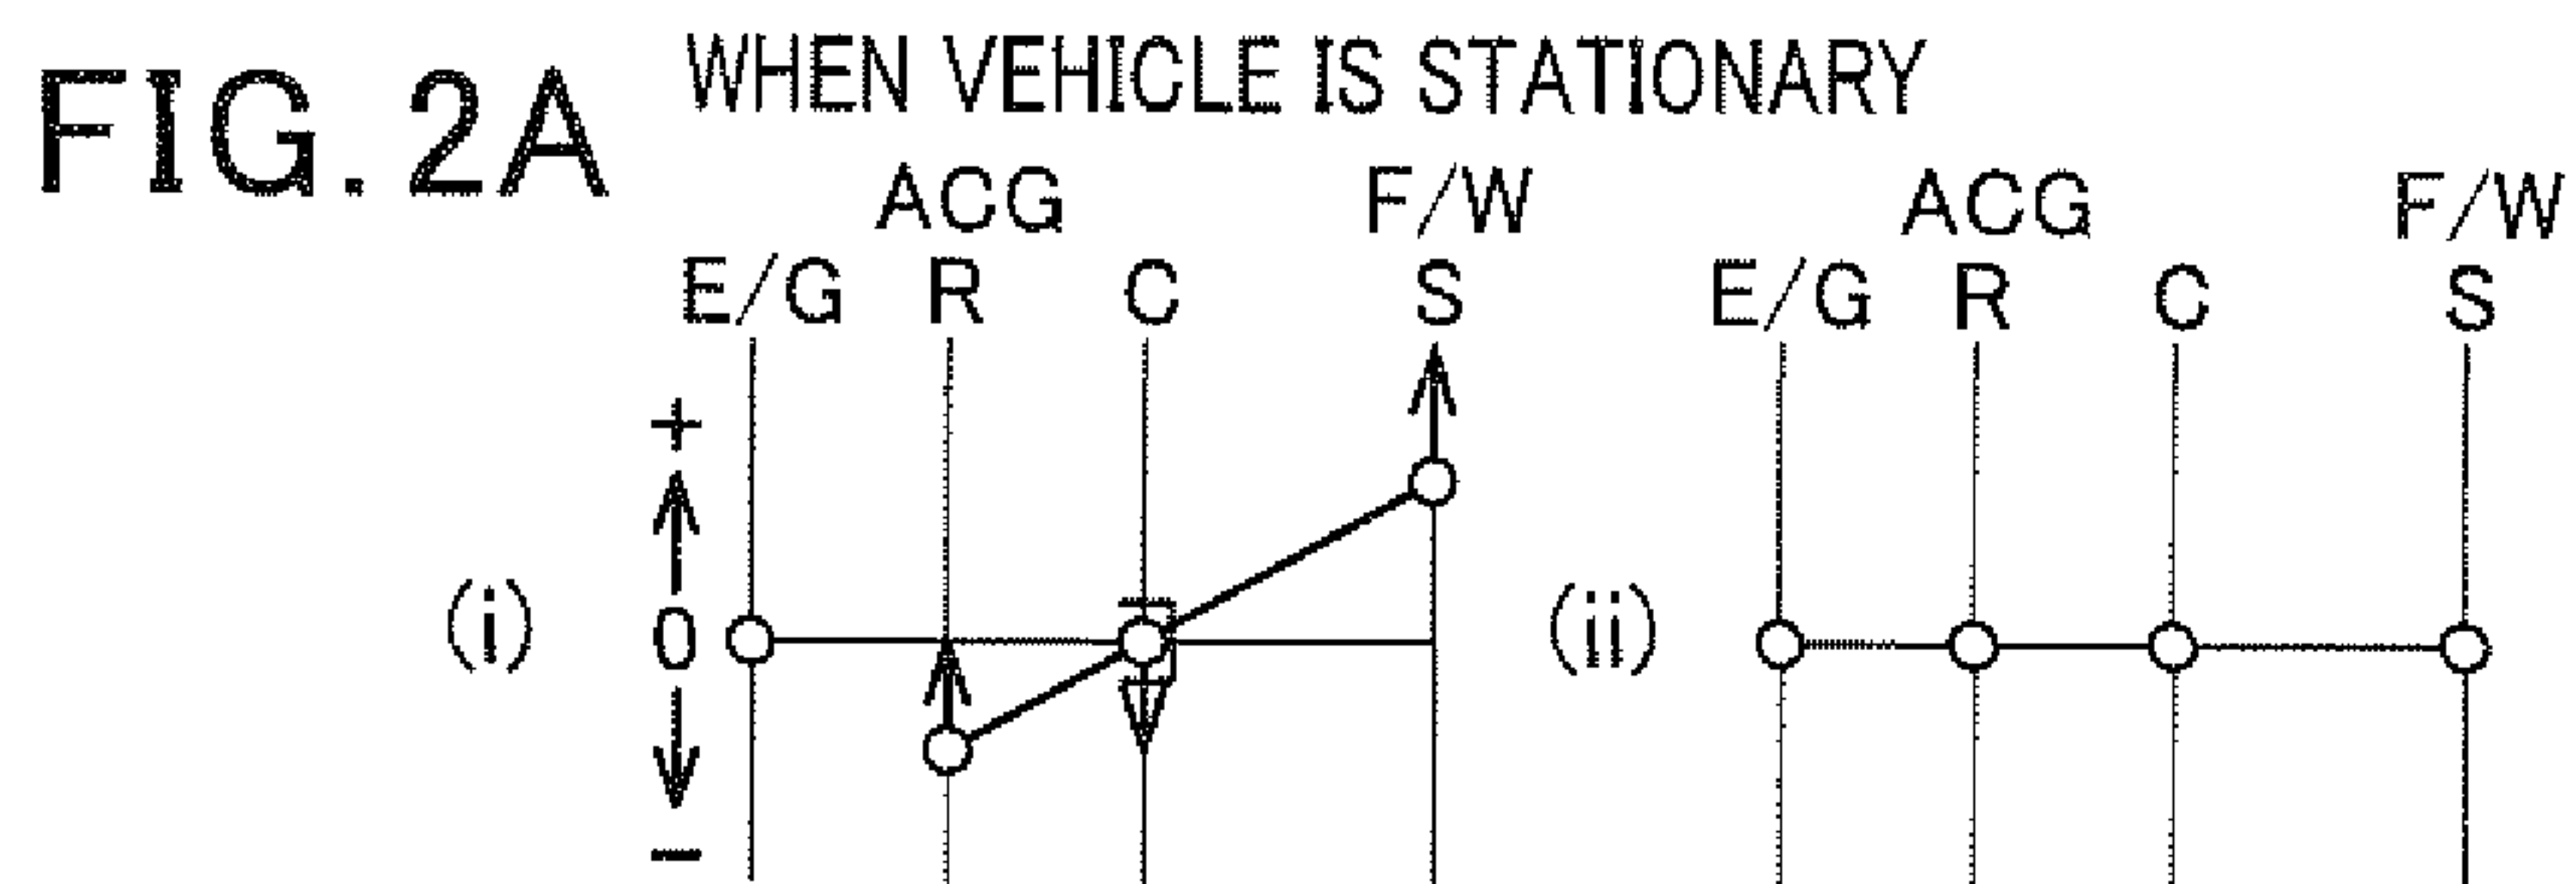 FIG. 2A
WHEN VEHICLE IS STATIONARY
ACG F/W
E/G R C S
+
(i) 0
-
ACG F/W
E/G R C S
(ii)